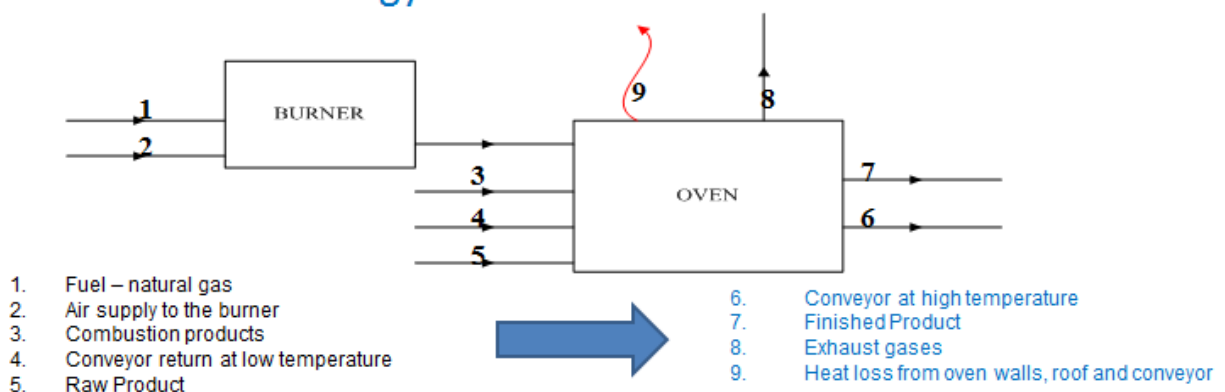 9
8
1
BURNER
2
3
7
OVEN
4
6
5
1. Fuel – natural gas
2. Air supply to the burner
3. Combustion products
4. Conveyor return at low temperature
5. Raw Product
6. Conveyor at high temperature
7. Finished Product
8. Exhaust gases
9. Heat loss from oven walls, roof and conveyor